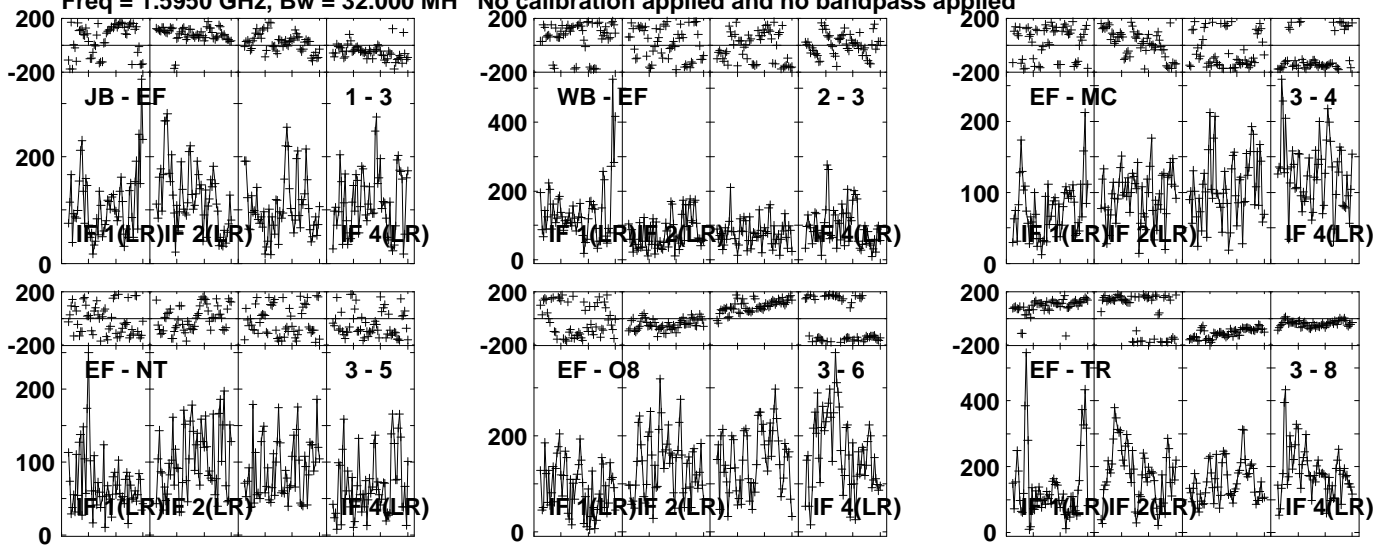 Freq = 1.5950 GHz, Bw = 32.000 MH No calibration applied and no bandpass applied
200
-200
JB - EF 1 - 3
200
0
IF 1(LR) IF 2(LR) IF 4(LR)
200
-200
WB - EF 2 - 3
400
200
0
IF 1(LR) IF 2(LR) IF 4(LR)
200
-200
EF - MC 3 - 4
200
100
0
IF 1(LR) IF 2(LR) IF 4(LR)
200
-200
EF - NT 3 - 5
200
100
0
IF 1(LR) IF 2(LR) IF 4(LR)
200
-200
EF - O8 3 - 6
200
0
IF 1(LR) IF 2(LR) IF 4(LR)
200
-200
EF - TR 3 - 8
400
200
0
IF 1(LR) IF 2(LR) IF 4(LR)